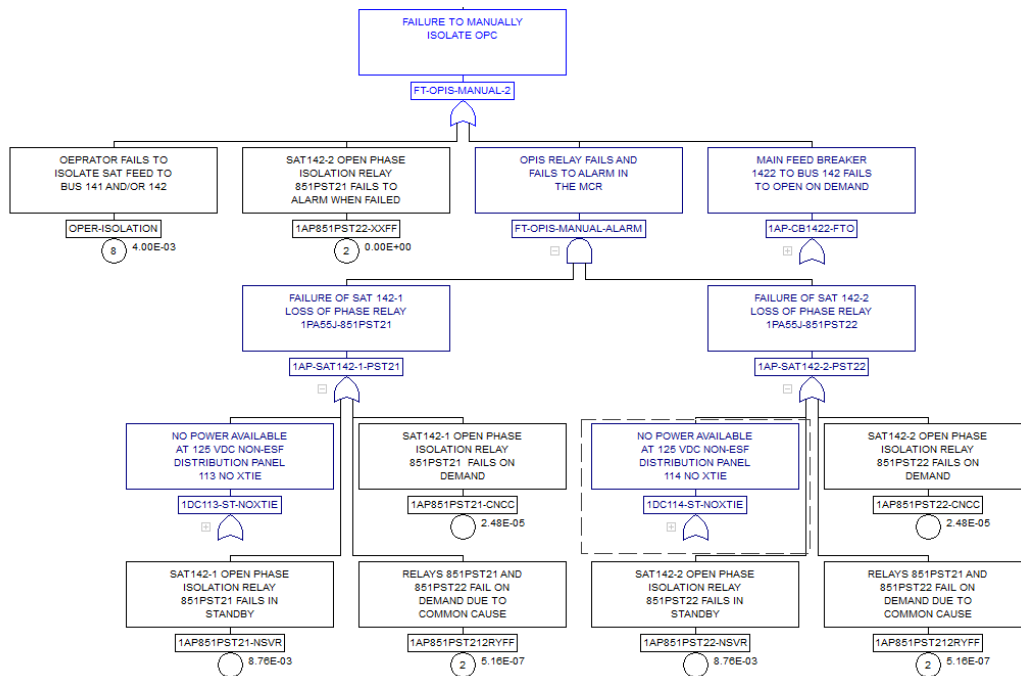 FAILURE TO MANUALLY
ISOLATE OPC
FT-OPIS-MANUAL-2
OEPRATOR FAILS TO
ISOLATE SAT FEED TO
BUS 141 AND/OR 142
OPER-ISOLATION
8
4.00E-03
SAT142-2 OPEN PHASE
ISOLATION RELAY
851PST21 FAILS TO
ALARM WHEN FAILED
1AP851PST22-XXFF
2
0.00E+00
OPIS RELAY FAILS AND
FAILS TO ALARM IN
THE MCR
FT-OPIS-MANUAL-ALARM
MAIN FEED BREAKER
1422 TO BUS 142 FAILS
TO OPEN ON DEMAND
1AP-CB1422-FTO
FAILURE OF SAT 142-1
LOSS OF PHASE RELAY
1PA55J-851PST21
1AP-SAT142-1-PST21
FAILURE OF SAT 142-2
LOSS OF PHASE RELAY
1PA55J-851PST22
1AP-SAT142-2-PST22
NO POWER AVAILABLE
AT 125 VDC NON-ESF
DISTRIBUTION PANEL
113 NO XTIE
1DC113-ST-NOXTIE
SAT142-1 OPEN PHASE
ISOLATION RELAY
851PST21 FAILS ON
DEMAND
1AP851PST21-CNCC
2.48E-05
NO POWER AVAILABLE
AT 125 VDC NON-ESF
DISTRIBUTION PANEL
114 NO XTIE
1DC114-ST-NOXTIE
SAT142-2 OPEN PHASE
ISOLATION RELAY
851PST22 FAILS ON
DEMAND
1AP851PST22-CNCC
2.48E-05
SAT142-1 OPEN PHASE
ISOLATION RELAY
851PST21 FAILS IN
STANDBY
1AP851PST21-NSVR
8.76E-03
RELAYS 851PST21 AND
851PST22 FAIL ON
DEMAND DUE TO
COMMON CAUSE
1AP851PST212RYFF
2
5.16E-07
SAT142-2 OPEN PHASE
ISOLATION RELAY
851PST22 FAILS IN
STANDBY
1AP851PST22-NSVR
8.76E-03
RELAYS 851PST21 AND
851PST22 FAIL ON
DEMAND DUE TO
COMMON CAUSE
1AP851PST212RYFF
2
5.16E-07